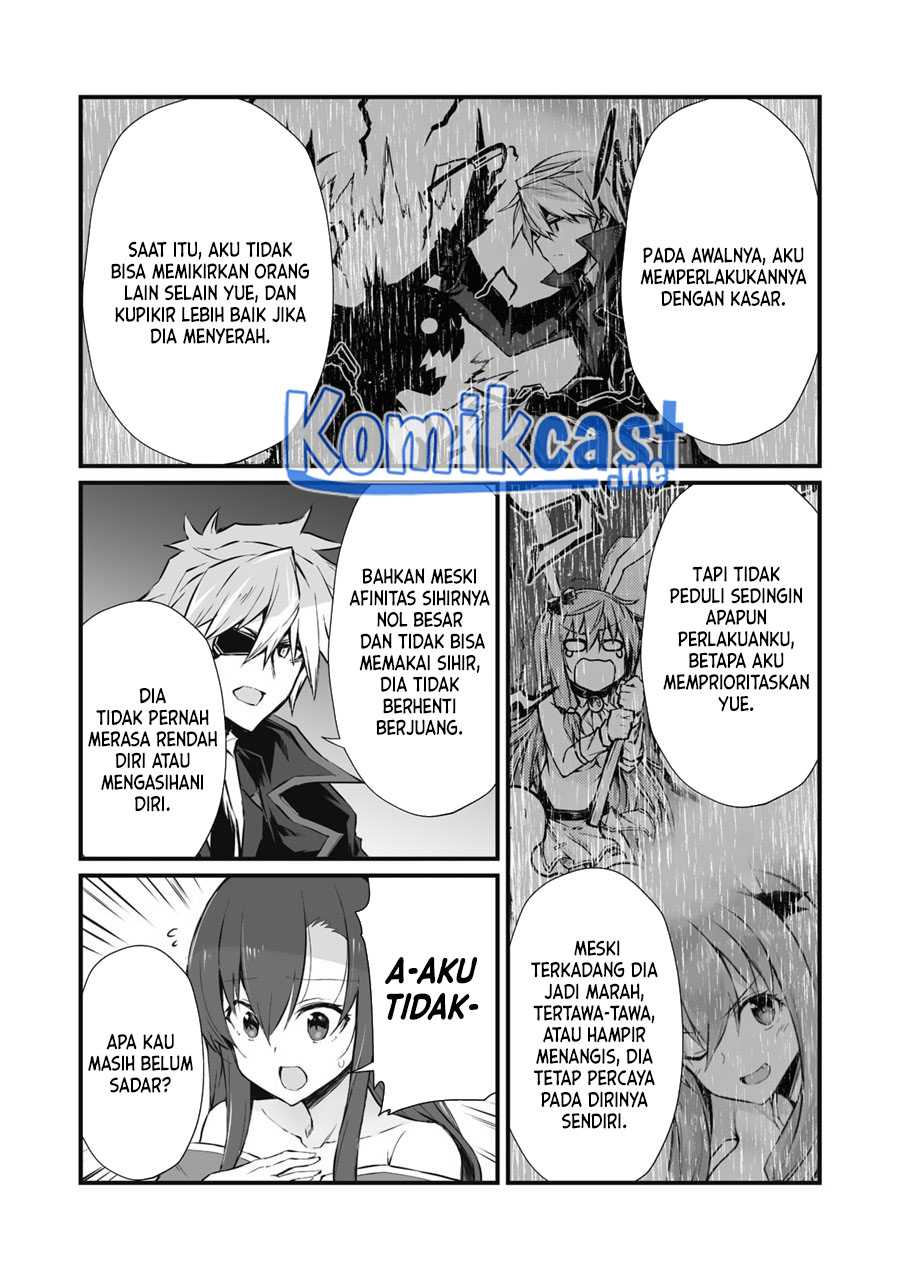 PADA AWALNYA, AKU
MEMPERLAKUKANNYA
DENGAN KASAR.
SAAT ITU, AKU TIDAK
BISA MEMIKIRKAN ORANG
LAIN SELAIN YUE, DAN
KUPIKIR LEBIH BAIK JIKA
DIA MENYERAH.
Komikcast
.me
TAPI TIDAK
PEDULI SEDINGIN
APAPUN
PERLAKUANKU,
BETAPA AKU
MEMPRIORITASKAN
YUE.
MESKI
TERKADANG DIA
JADI MARAH,
TERTAWA-TAWA,
ATAU HAMPIR
MENANGIS, DIA
TETAP PERCAYA
PADA DIRINYA
SENDIRI.
BAHKAN MESKI
AFINITAS SIHIRNYA
NOL BESAR
DAN TIDAK BISA
MEMAKAI SIHIR,
DIA TIDAK
BERHENTI
BERJUANG.
DIA
TIDAK PERNAH
MERASA RENDAH
DIRI ATAU
MENGASIHANI
DIRI.
A-AKU
TIDAK-
APA KAU
MASIH BELUM
SADAR?